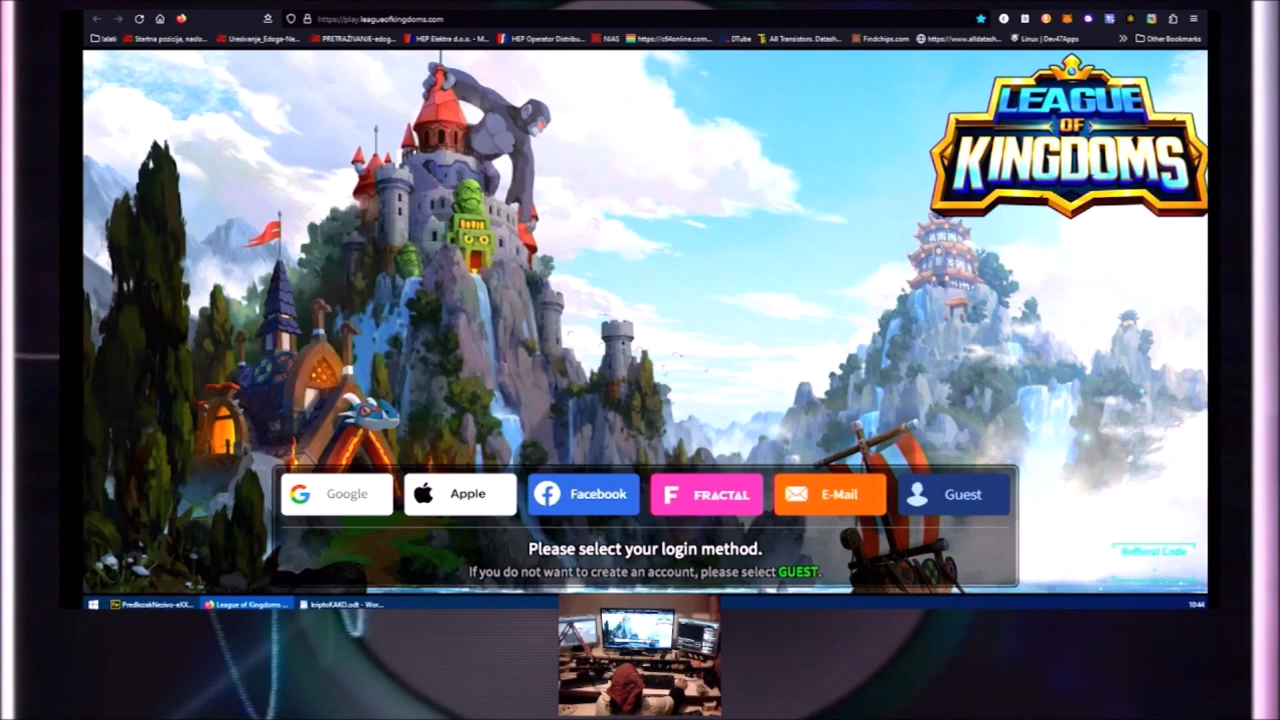 https://play.leagueofkingdoms.com
Startna pozicija, naslo...
Uresivanje_Edoga-Ne...
PRETRAŽIVANJE-edog...
HEP Elektra d.o.o. - M...
HEP Operator Distribu...
NIAS
https://c64online.com...
DTube
All Transistors. Datash...
Findchips.com
https://www.alldatash...
Linux | Dev47Apps
Other Bookmarks
LEAGUE
OF
KINGDOMS
Google
Apple
Facebook
FRACTAL
E-Mail
Guest
Please select your login method.
If you do not want to create an account, please select GUEST.
Referral Code
League of Kingdoms ...
kriptoKAKO.odt - Wor...
10:44